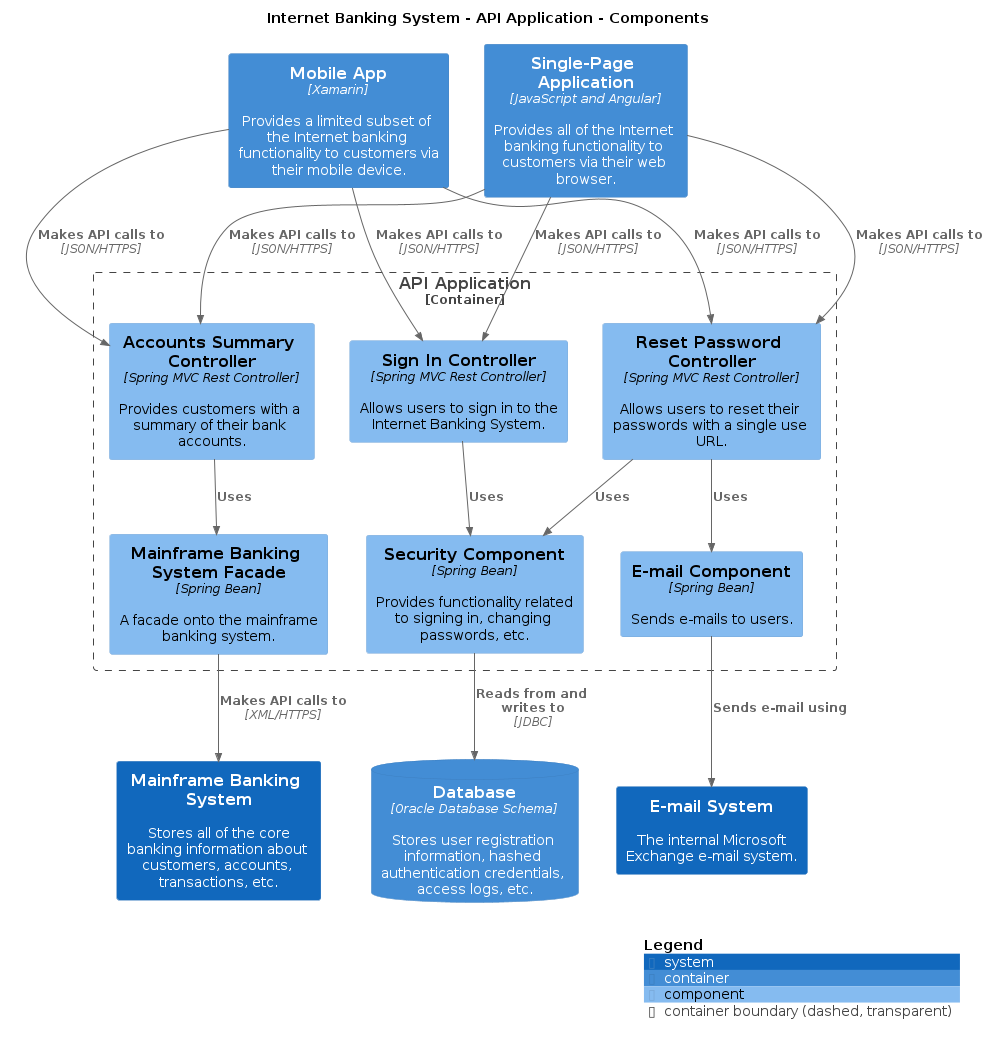 Internet Banking System - API Application - Components
Mobile App
[Xamarin]
Provides a limited subset of
the Internet banking
functionality to customers via
their mobile device.
Single-Page
Application
[JavaScript and Angular]
Provides all of the Internet
banking functionality to
customers via their web
browser.
Makes API calls to
[JSON/HTTPS]
Makes API calls to
[JSON/HTTPS]
Makes API calls to
[JSON/HTTPS]
Makes API calls to
[JSON/HTTPS]
Makes API calls to
[JSON/HTTPS]
Makes API calls to
[JSON/HTTPS]
API Application
[Container]
Accounts Summary
Controller
[Spring MVC Rest Controller]
Provides customers with a
summary of their bank
accounts.
Sign In Controller
[Spring MVC Rest Controller]
Allows users to sign in to the
Internet Banking System.
Reset Password
Controller
[Spring MVC Rest Controller]
Allows users to reset their
passwords with a single use
URL.
Uses
Uses
Uses
Uses
Mainframe Banking
System Facade
[Spring Bean]
A facade onto the mainframe
banking system.
Security Component
[Spring Bean]
Provides functionality related
to signing in, changing
passwords, etc.
E-mail Component
[Spring Bean]
Sends e-mails to users.
Makes API calls to
[XML/HTTPS]
Reads from and
writes to
[JDBC]
Sends e-mail using
Mainframe Banking
System
Stores all of the core
banking information about
customers, accounts,
transactions, etc.
Database
[Oracle Database Schema]
Stores user registration
information, hashed
authentication credentials,
access logs, etc.
E-mail System
The internal Microsoft
Exchange e-mail system.
Legend
system
container
component
container boundary (dashed, transparent)